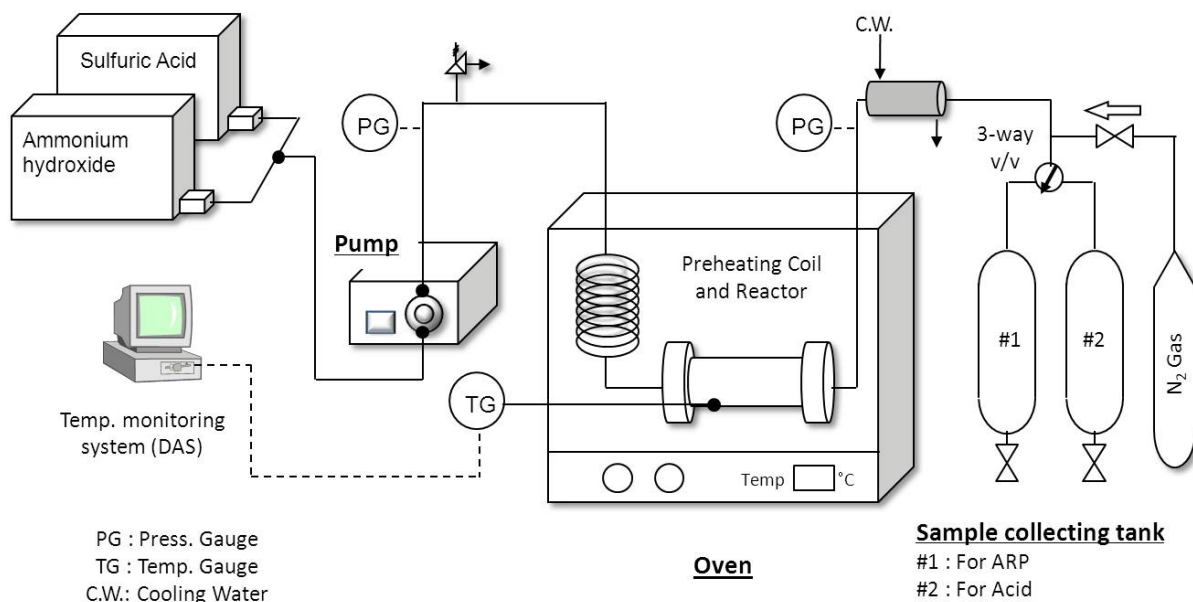 C.W.
Sulfuric Acid
Ammonium
hydroxide
PG
PG
3-way
v/v
Pump
Preheating Coil
and Reactor
#1
#2
N₂ Gas
TG
Temp. monitoring
system (DAS)
Temp °C
PG : Press. Gauge
TG : Temp. Gauge
C.W.: Cooling Water
Oven
Sample collecting tank
#1 : For ARP
#2 : For Acid